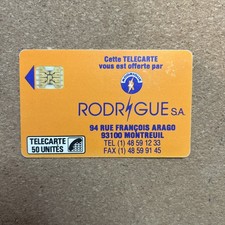 Cette TELECARTE
vous est offerte par
RODRIGUE S.A.
94 RUE FRANÇOIS ARAGO
93100 MONTREUIL
TEL (1) 48 59 12 33
FAX (1) 48 59 91 45
TELECARTE
50 UNITÉS